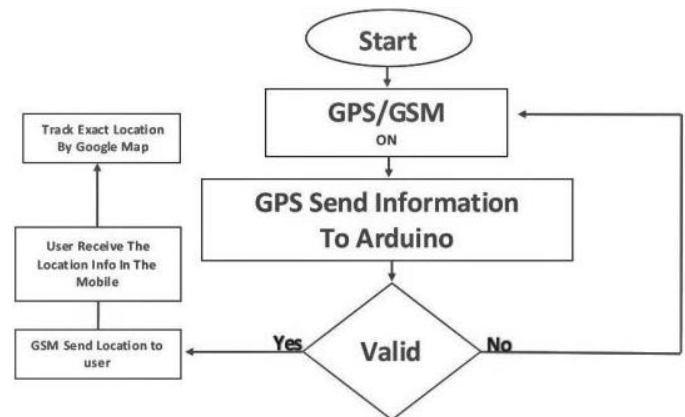 Start
GPS/GSM
ON
GPS Send Information
To Arduino
Valid
Yes
No
GSM Send Location to
user
User Receive The
Location Info In The
Mobile
Track Exact Location
By Google Map